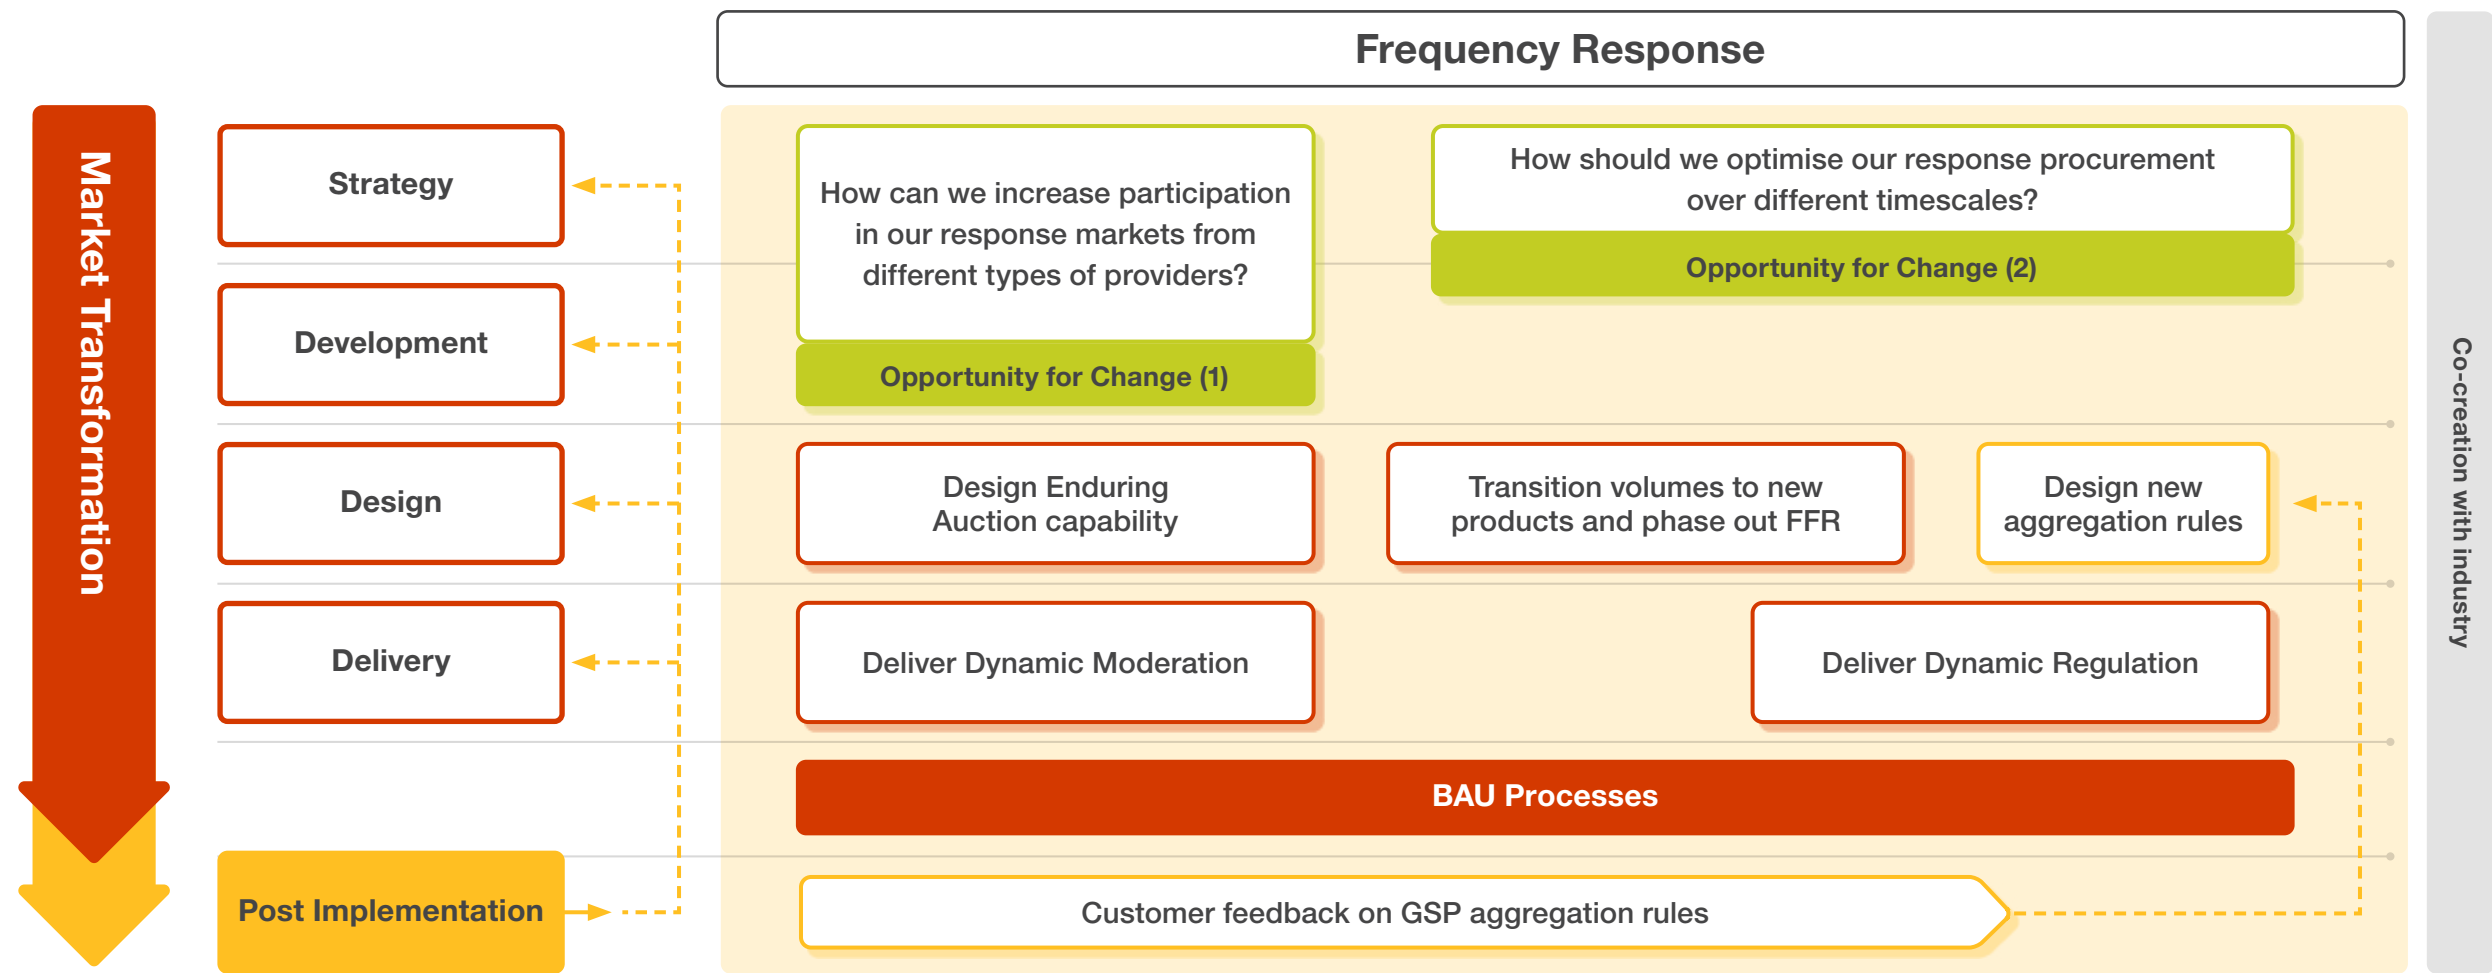 Frequency Response
Market Transformation
Co-creation with industry
Strategy
How can we increase participation
in our response markets from
different types of providers?
Opportunity for Change (1)
How should we optimise our response procurement
over different timescales?
Opportunity for Change (2)
Development
Design
Design Enduring
Auction capability
Transition volumes to new
products and phase out FFR
Design new
aggregation rules
Delivery
Deliver Dynamic Moderation
Deliver Dynamic Regulation
BAU Processes
Post Implementation
Customer feedback on GSP aggregation rules